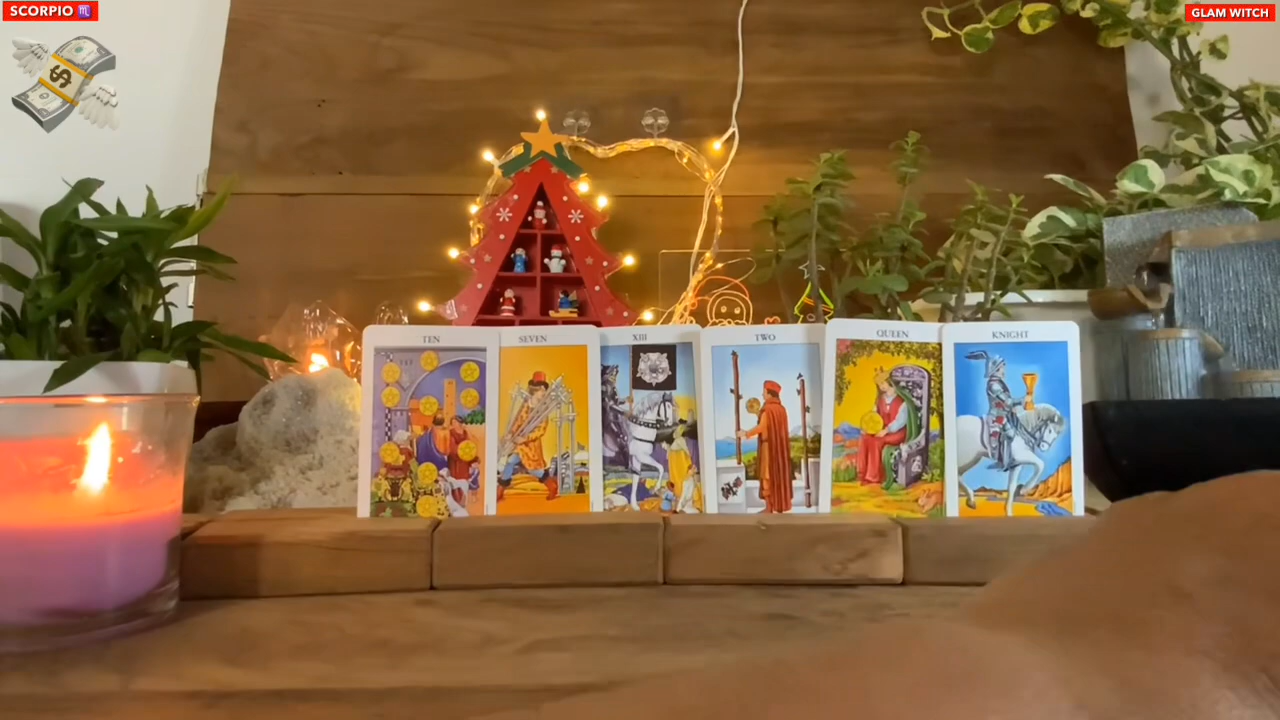 SCORPIO ♏
GLAM WITCH
$
TEN
SEVEN
XIII
TWO
QUEEN
KNIGHT